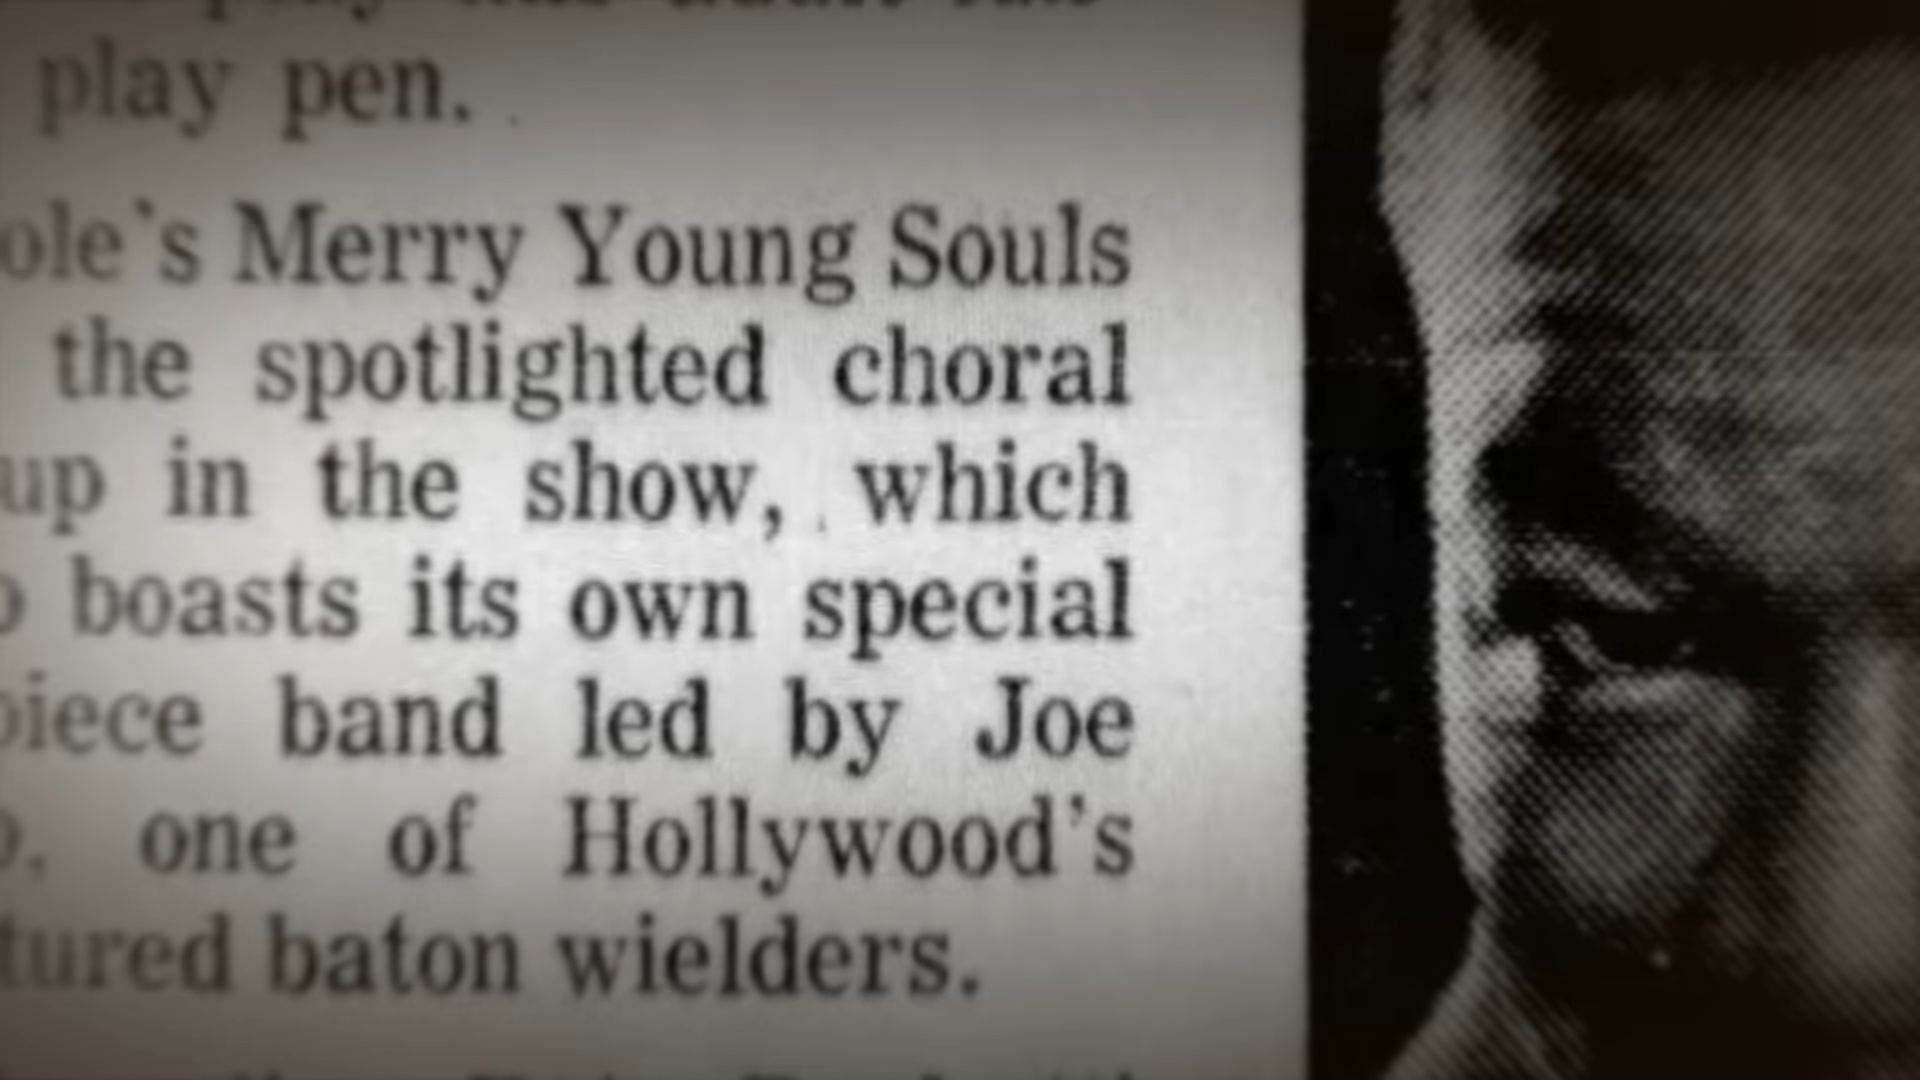 play pen.
ole's Merry Young Souls
the spotlighted choral
up in the show, which
o boasts its own special
piece band led by Joe
one of Hollywood's
tured baton wielders.